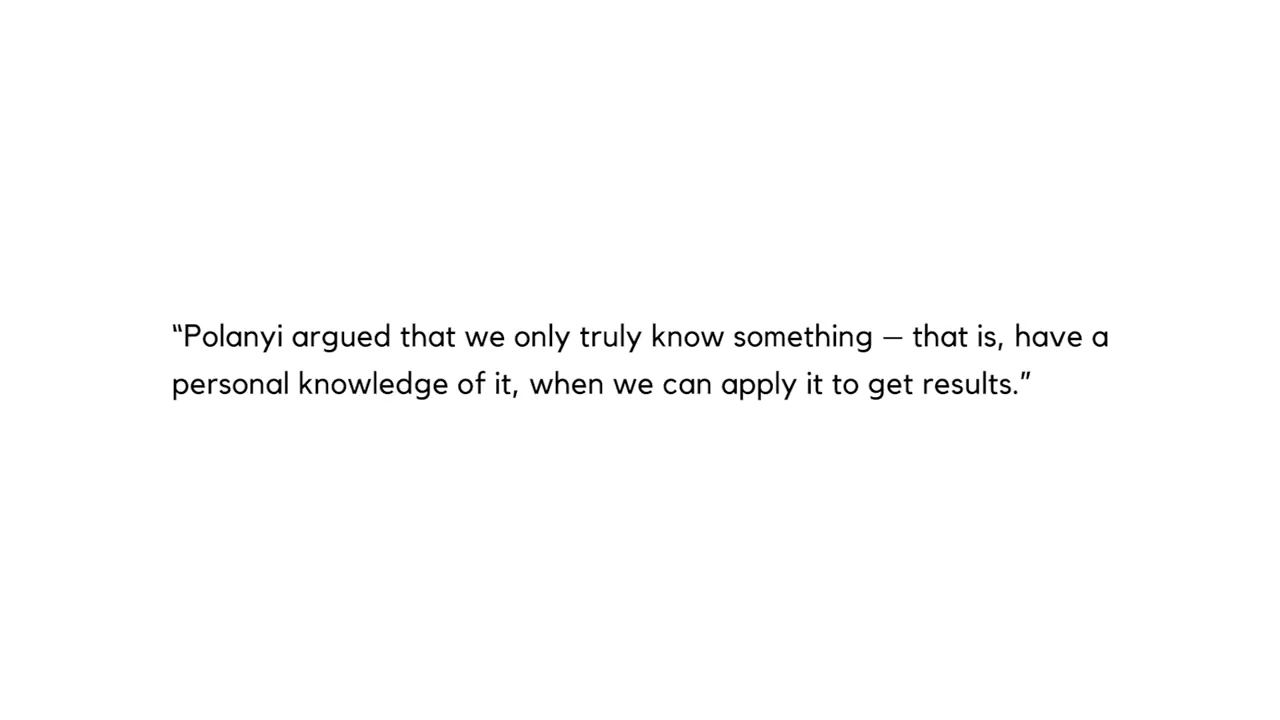 “Polanyi argued that we only truly know something – that is, have a
personal knowledge of it, when we can apply it to get results.”